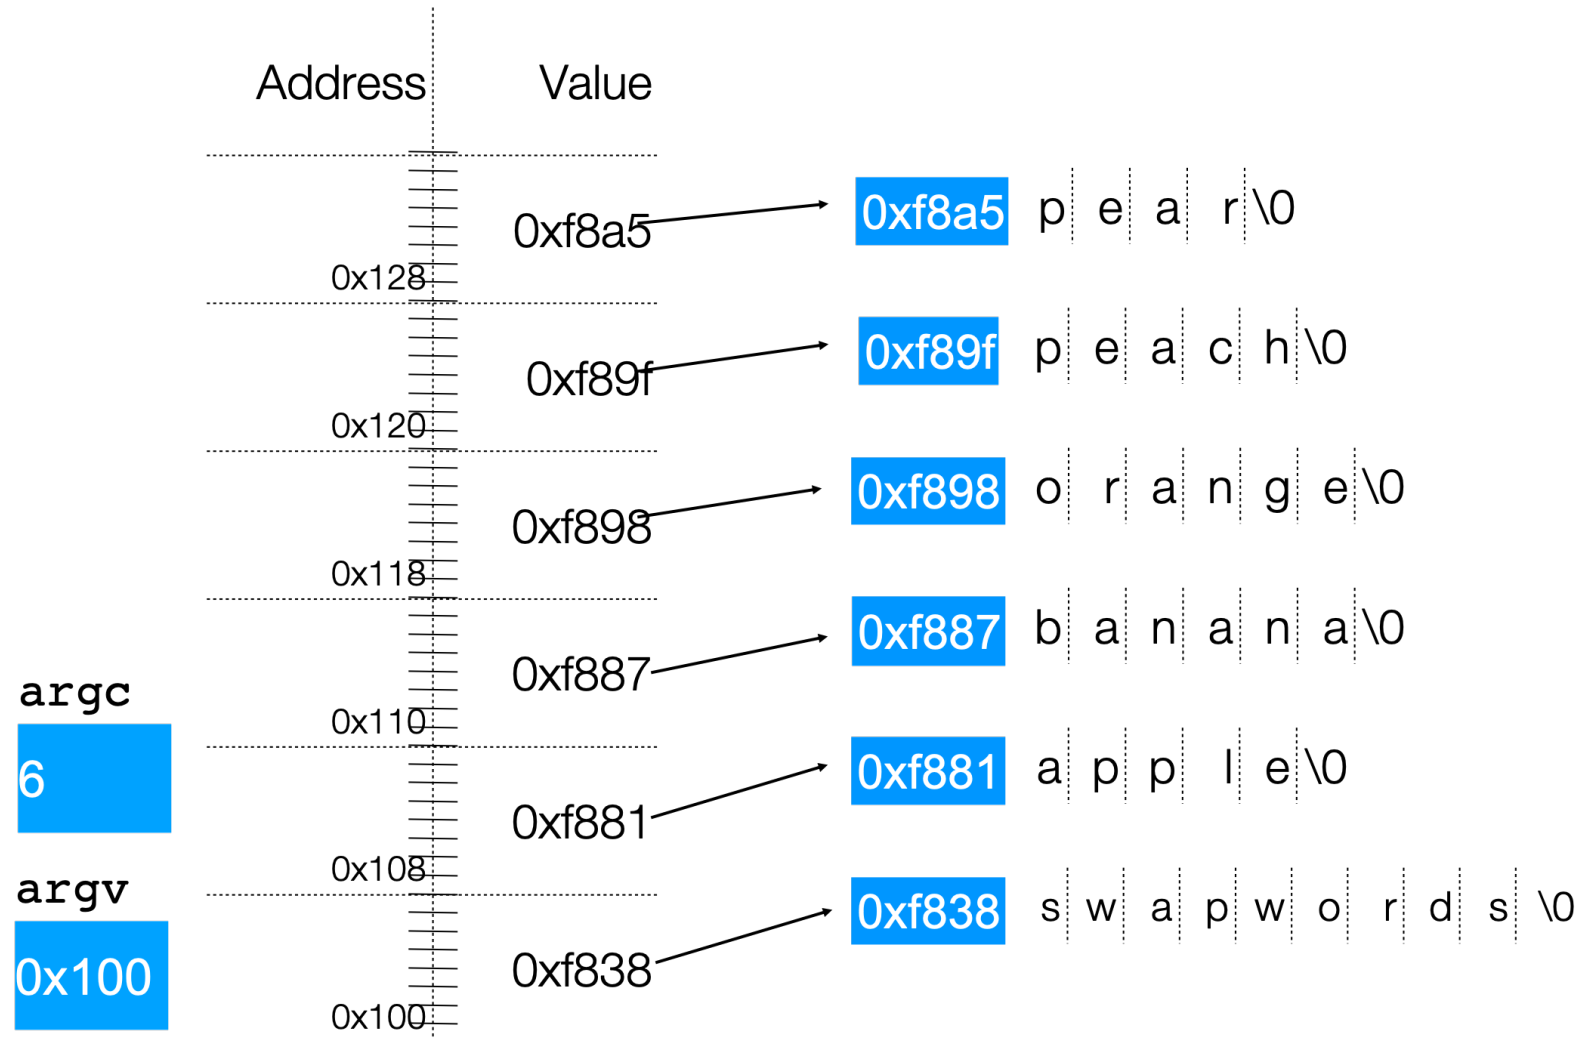 Address Value
0xf8a5 0xf8a5 p e a r \0
0x128
0xf89f 0xf89f p e a c h \0
0x120
0xf898 0xf898 o r a n g e \0
0x118
0xf887 0xf887 b a n a n a \0
argc
0x110
6
0xf881 0xf881 a p p l e \0
0x108
argv
0xf838 0xf838 s w a p w o r d s \0
0x100
0x100